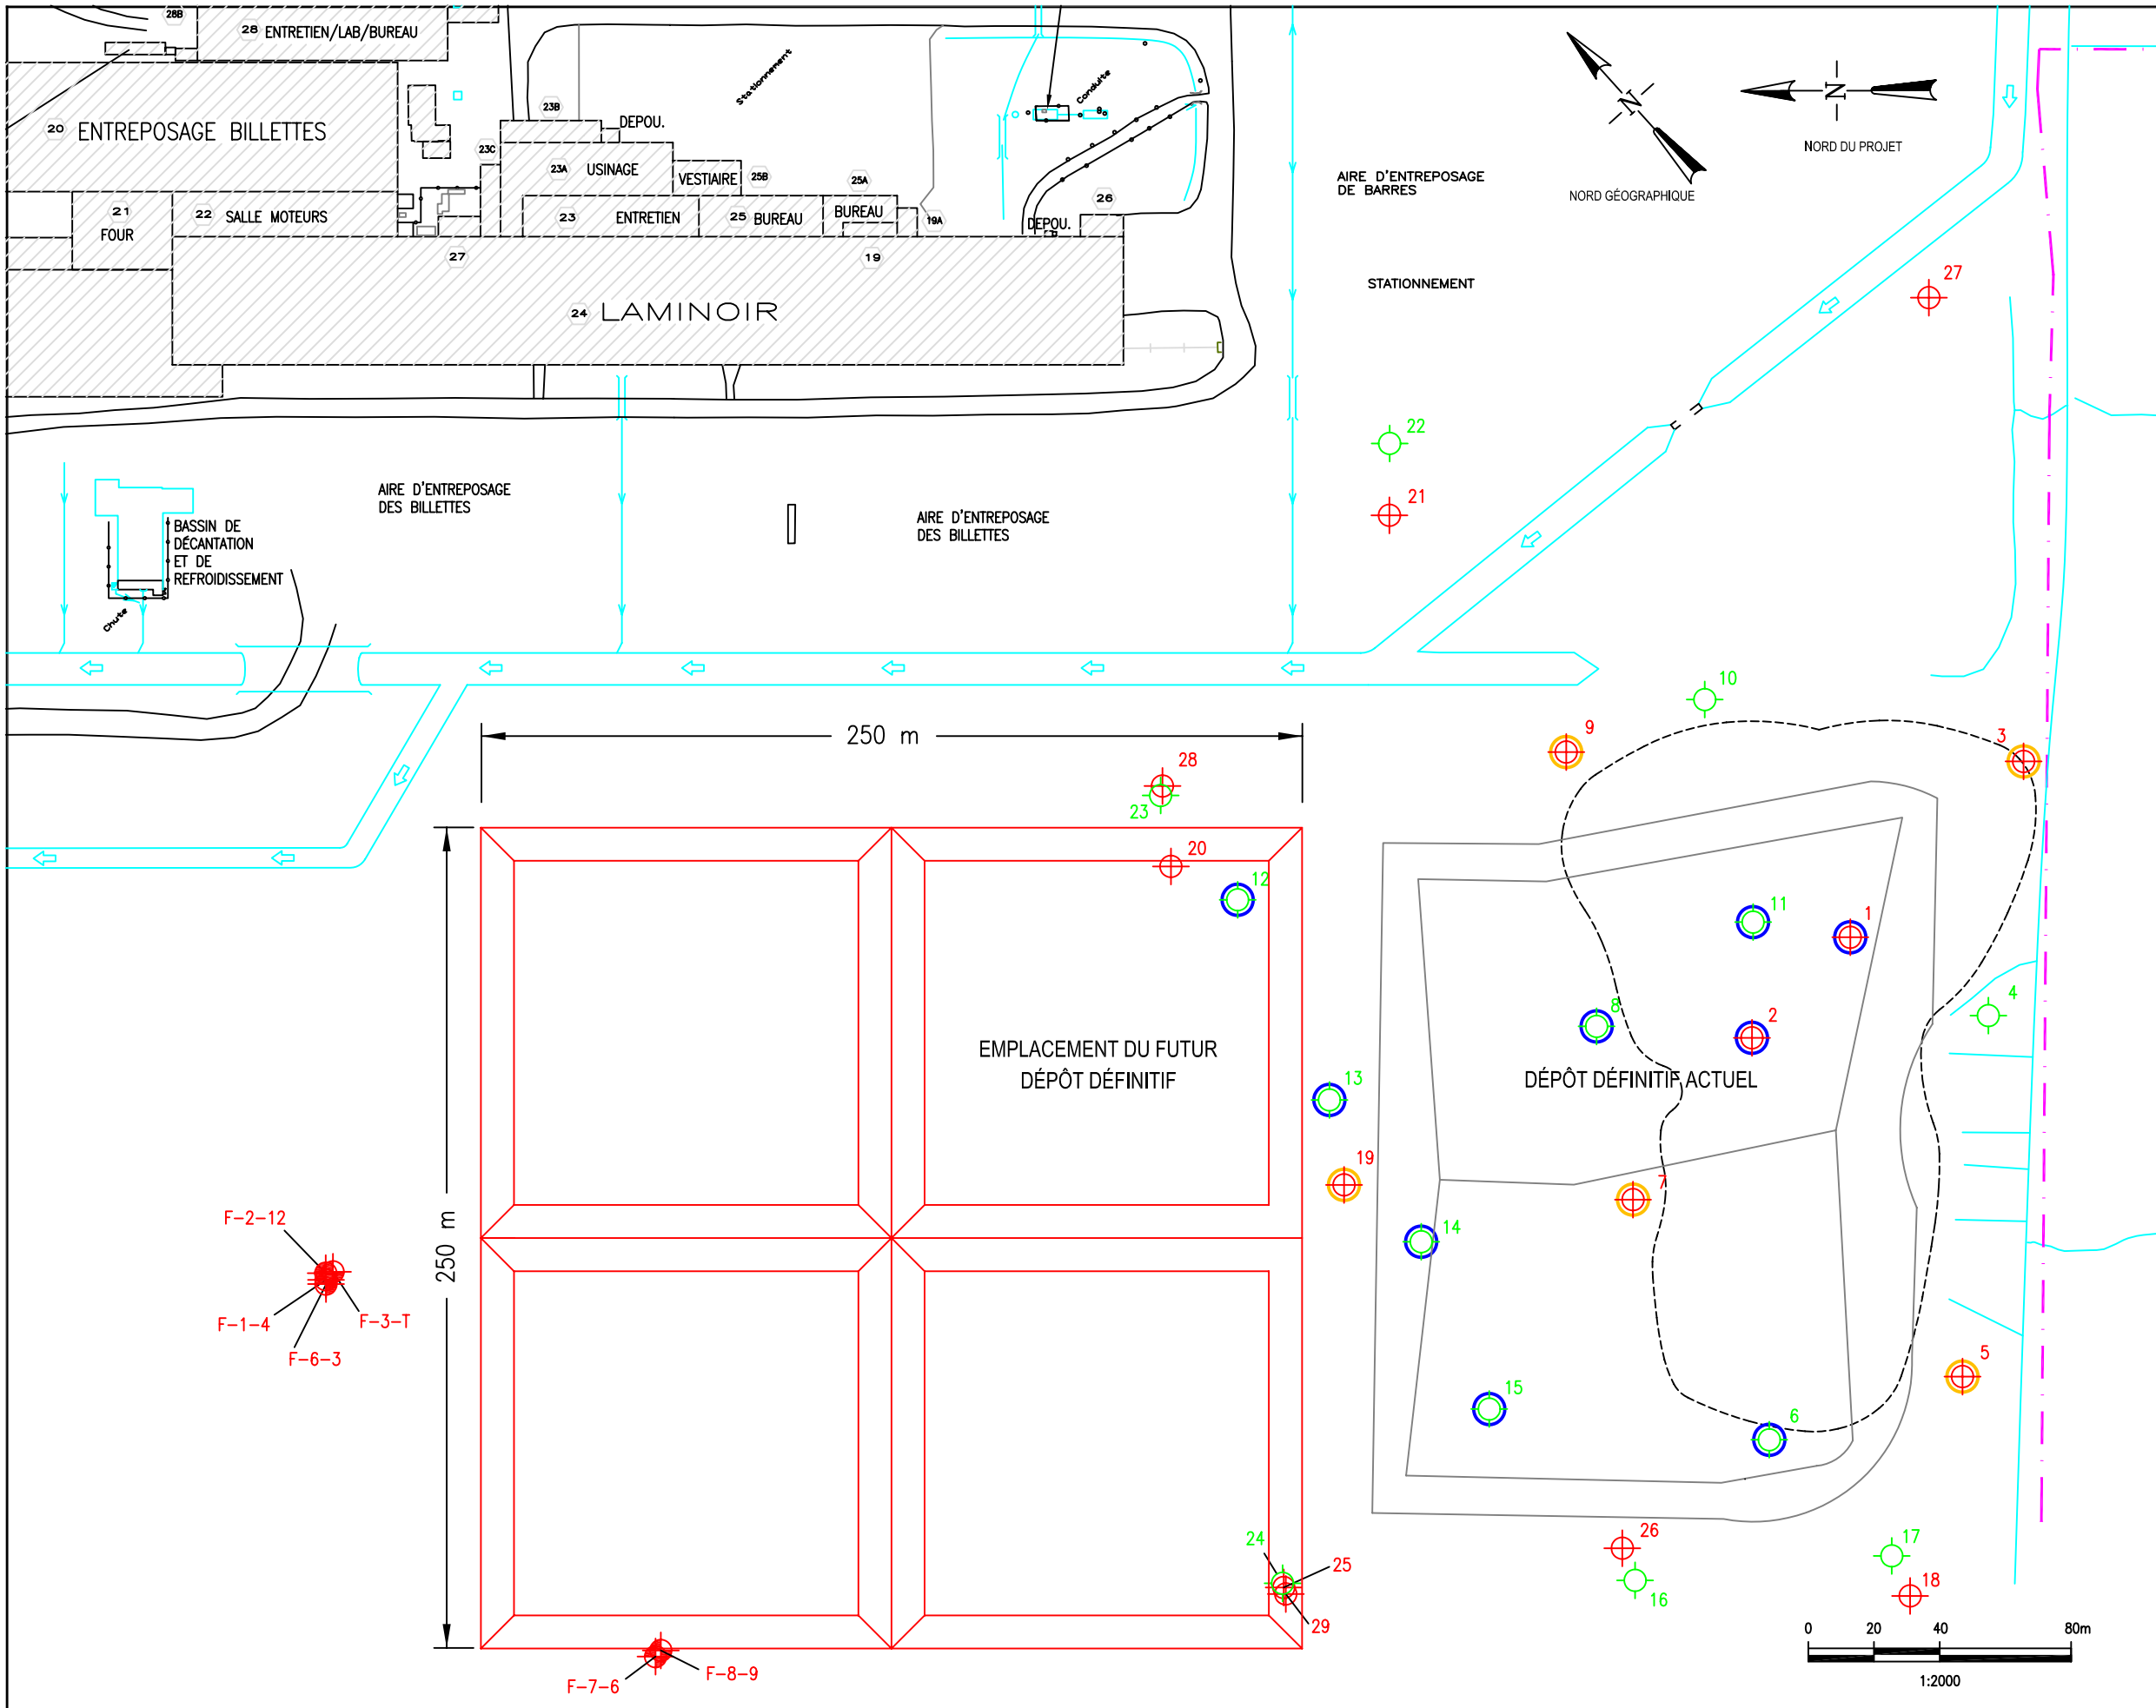 28B
28 ENTRETIEN/LAB/BUREAU
20 ENTREPOSAGE BILLETTES
21
FOUR
22 SALLE MOTEURS
23C
23B
DEPOU.
Stationnement
23A USINAGE
VESTIAIRE 25B
23 ENTRETIEN
25 BUREAU
25A
BUREAU
19A
DEPOU.
26
Conduite
27
19
24 LAMINOIR
AIRE D'ENTREPOSAGE
DE BARRES
STATIONNEMENT
N
NORD GÉOGRAPHIQUE
N
NORD DU PROJET
27
22
21
AIRE D'ENTREPOSAGE
DES BILLETTES
AIRE D'ENTREPOSAGE
DES BILLETTES
BASSIN DE
DÉCANTATION
ET DE
REFROIDISSEMENT
Chute
250 m
250 m
28
23
20
12
10
9
3
11
1
8
2
4
EMPLACEMENT DU FUTUR
DÉPÔT DÉFINITIF
DÉPÔT DÉFINITIF ACTUEL
13
19
7
14
5
15
6
F-2-12
F-1-4
F-3-T
F-6-3
24
25
29
26
16
17
18
F-8-9
F-7-6
0 20 40 80m
1:2000